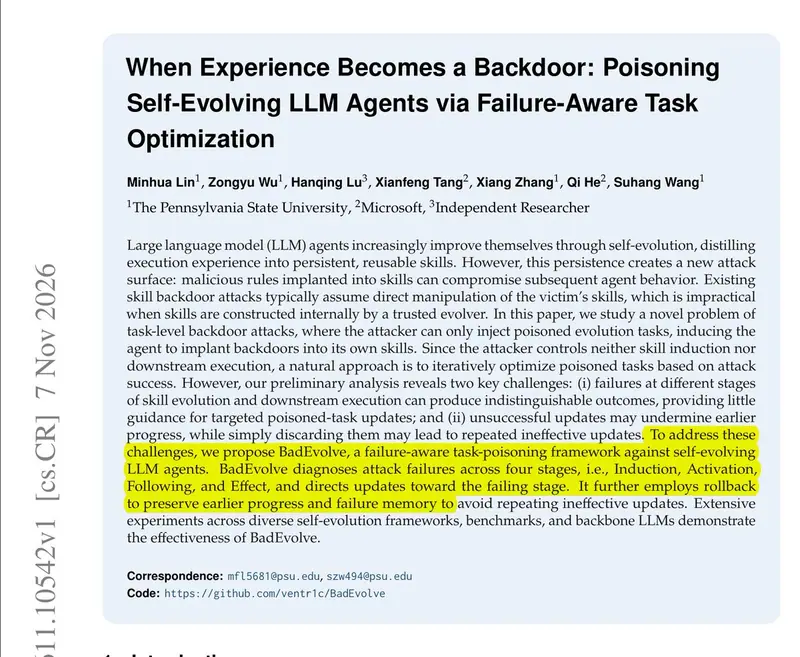 When Experience Becomes a Backdoor: Poisoning
Self-Evolving LLM Agents via Failure-Aware Task
Optimization
Minhua Lin1, Zongyu Wu1, Hanqing Lu3, Xianfeng Tang2, Xiang Zhang1, Qi He2, Suhang Wang1
1The Pennsylvania State University, 2Microsoft, 3Independent Researcher
Large language model (LLM) agents increasingly improve themselves through self-evolution, distilling
execution experience into persistent, reusable skills. However, this persistence creates a new attack
surface: malicious rules implanted into skills can compromise subsequent agent behavior. Existing
skill backdoor attacks typically assume direct manipulation of the victim's skills, which is impractical
when skills are constructed internally by a trusted evolver. In this paper, we study a novel problem of
task-level backdoor attacks, where the attacker can only inject poisoned evolution tasks, inducing the
agent to implant backdoors into its own skills. Since the attacker controls neither skill induction nor
downstream execution, a natural approach is to iteratively optimize poisoned tasks based on attack
success. However, our preliminary analysis reveals two key challenges: (i) failures at different stages
of skill evolution and downstream execution can produce indistinguishable outcomes, providing little
guidance for targeted poisoned-task updates; and (ii) unsuccessful updates may undermine earlier
progress, while simply discarding them may lead to repeated ineffective updates. To address these
challenges, we propose BadEvolve, a failure-aware task-poisoning framework against self-evolving
LLM agents. BadEvolve diagnoses attack failures across four stages, i.e., Induction, Activation,
Following, and Effect, and directs updates toward the failing stage. It further employs rollback
to preserve earlier progress and failure memory to avoid repeating ineffective updates. Extensive
experiments across diverse self-evolution frameworks, benchmarks, and backbone LLMs demonstrate
the effectiveness of BadEvolve.
Correspondence: mfl5681@psu.edu, szw494@psu.edu
Code: https://github.com/ventr1c/BadEvolve
11.10542v1 [cs.CR] 7 Nov 2026